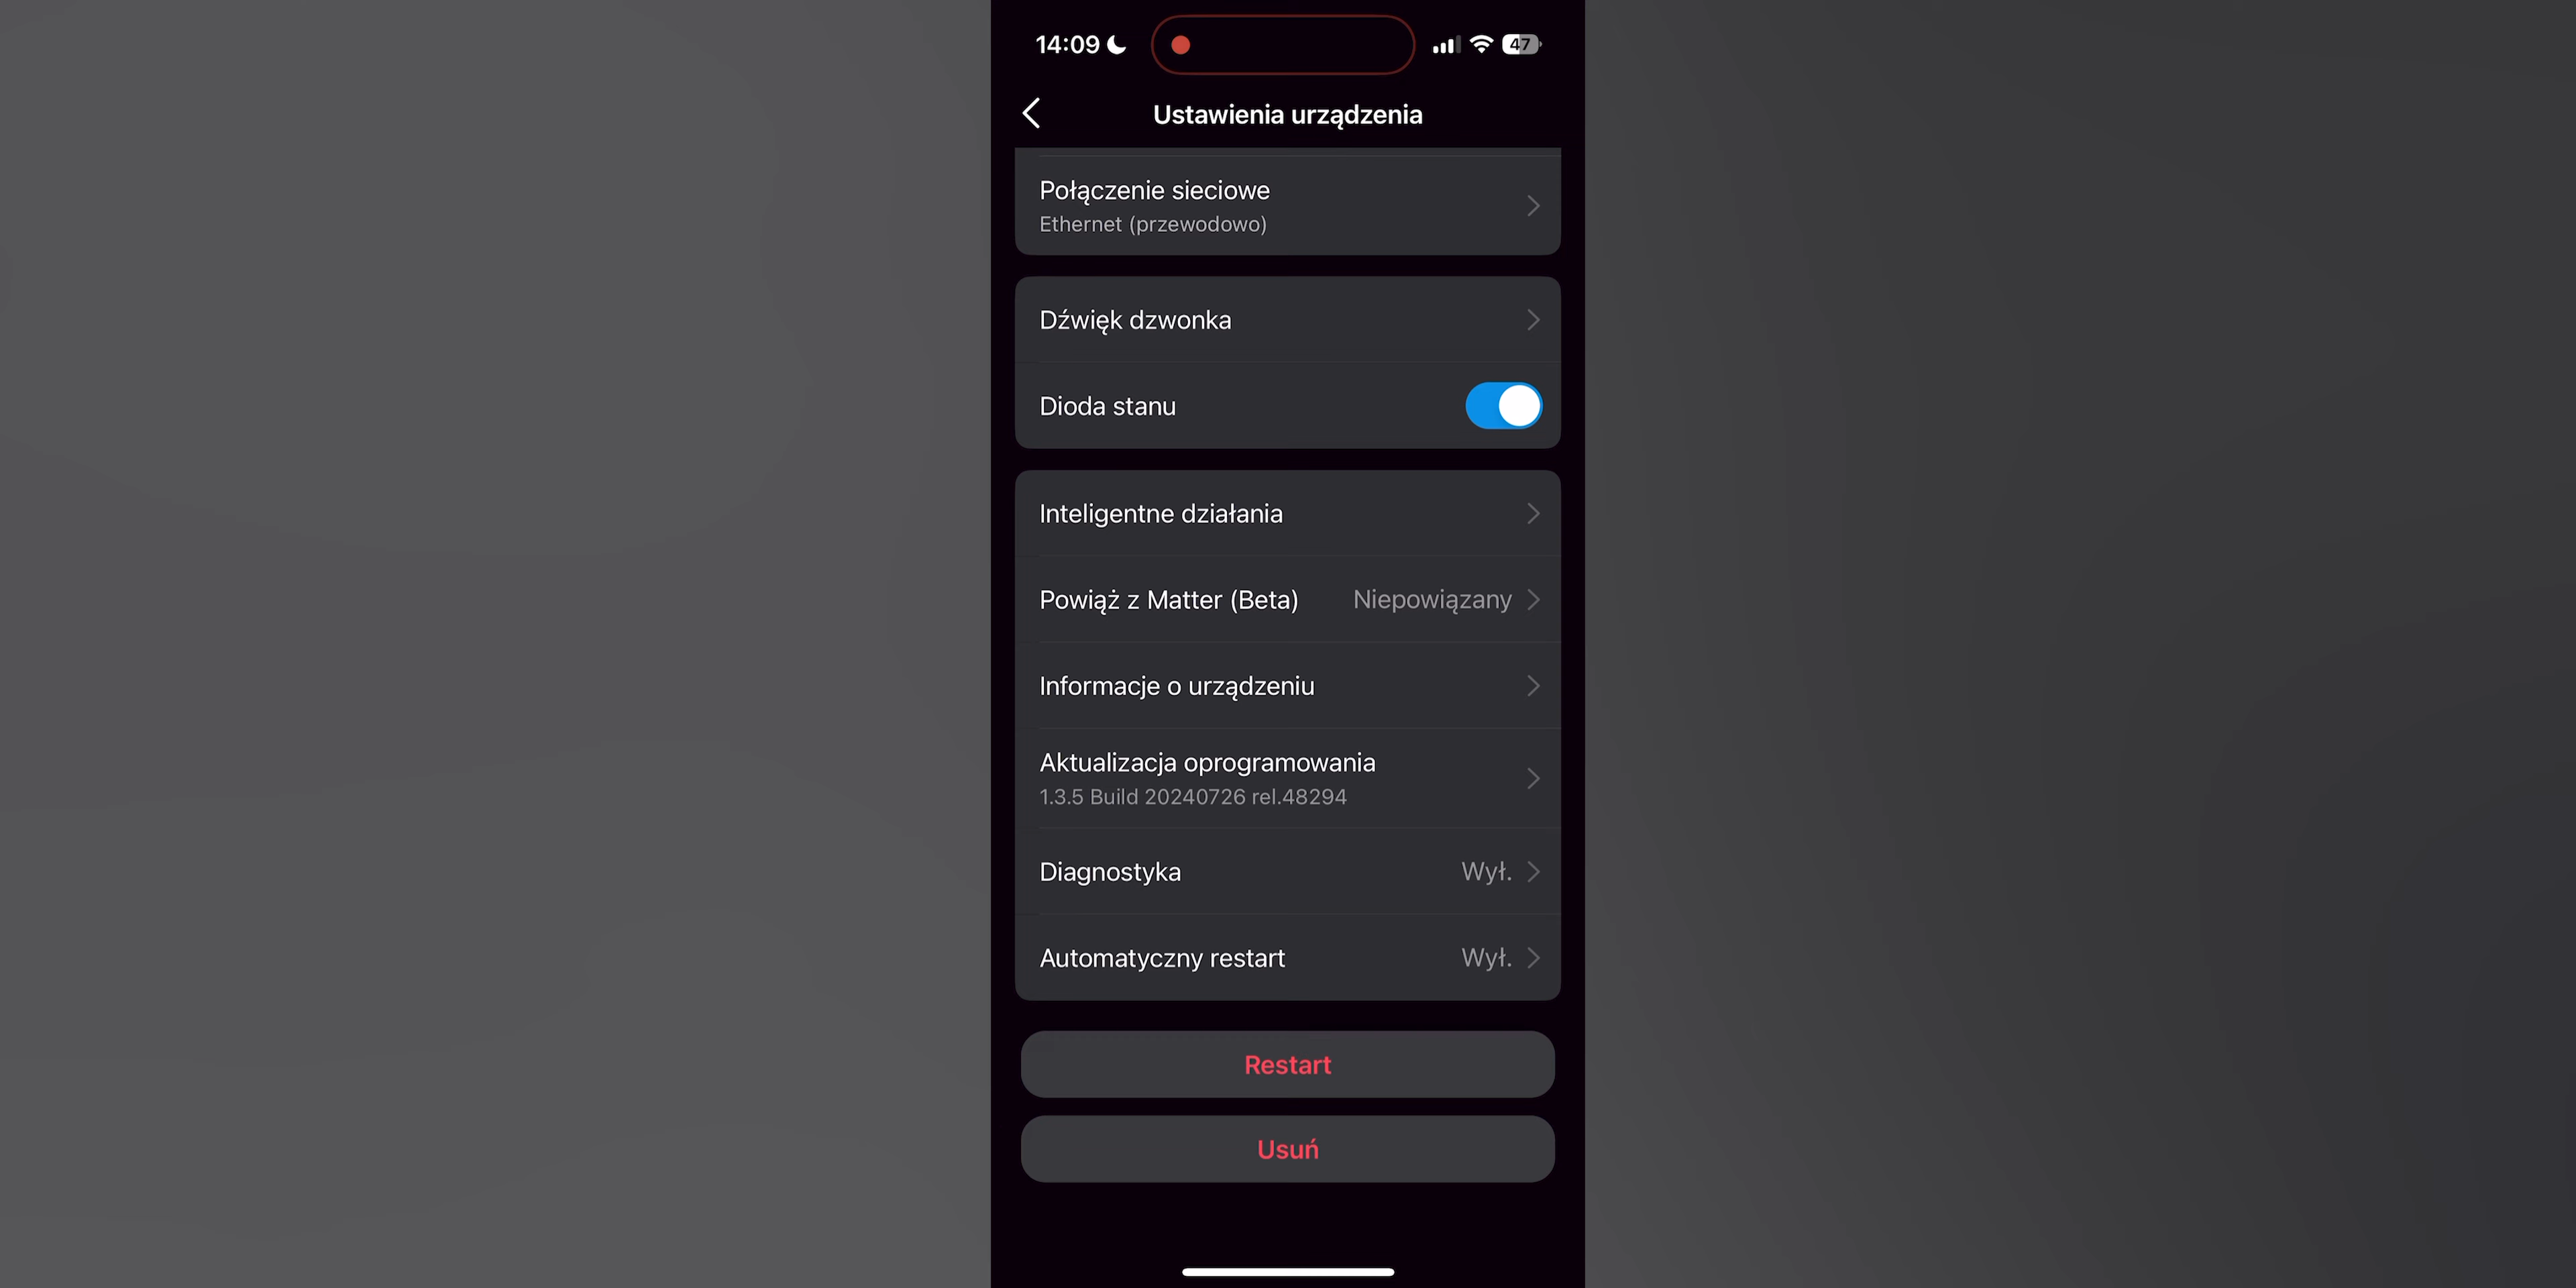 14:09
47
Ustawienia urządzenia
Połączenie sieciowe
Ethernet (przewodowo)
Dźwięk dzwonka
Dioda stanu
Inteligentne działania
Powiąż z Matter (Beta) Niepowiązany
Informacje o urządzeniu
Aktualizacja oprogramowania
1.3.5 Build 20240726 rel.48294
Diagnostyka Wył.
Automatyczny restart Wył.
Restart
Usuń